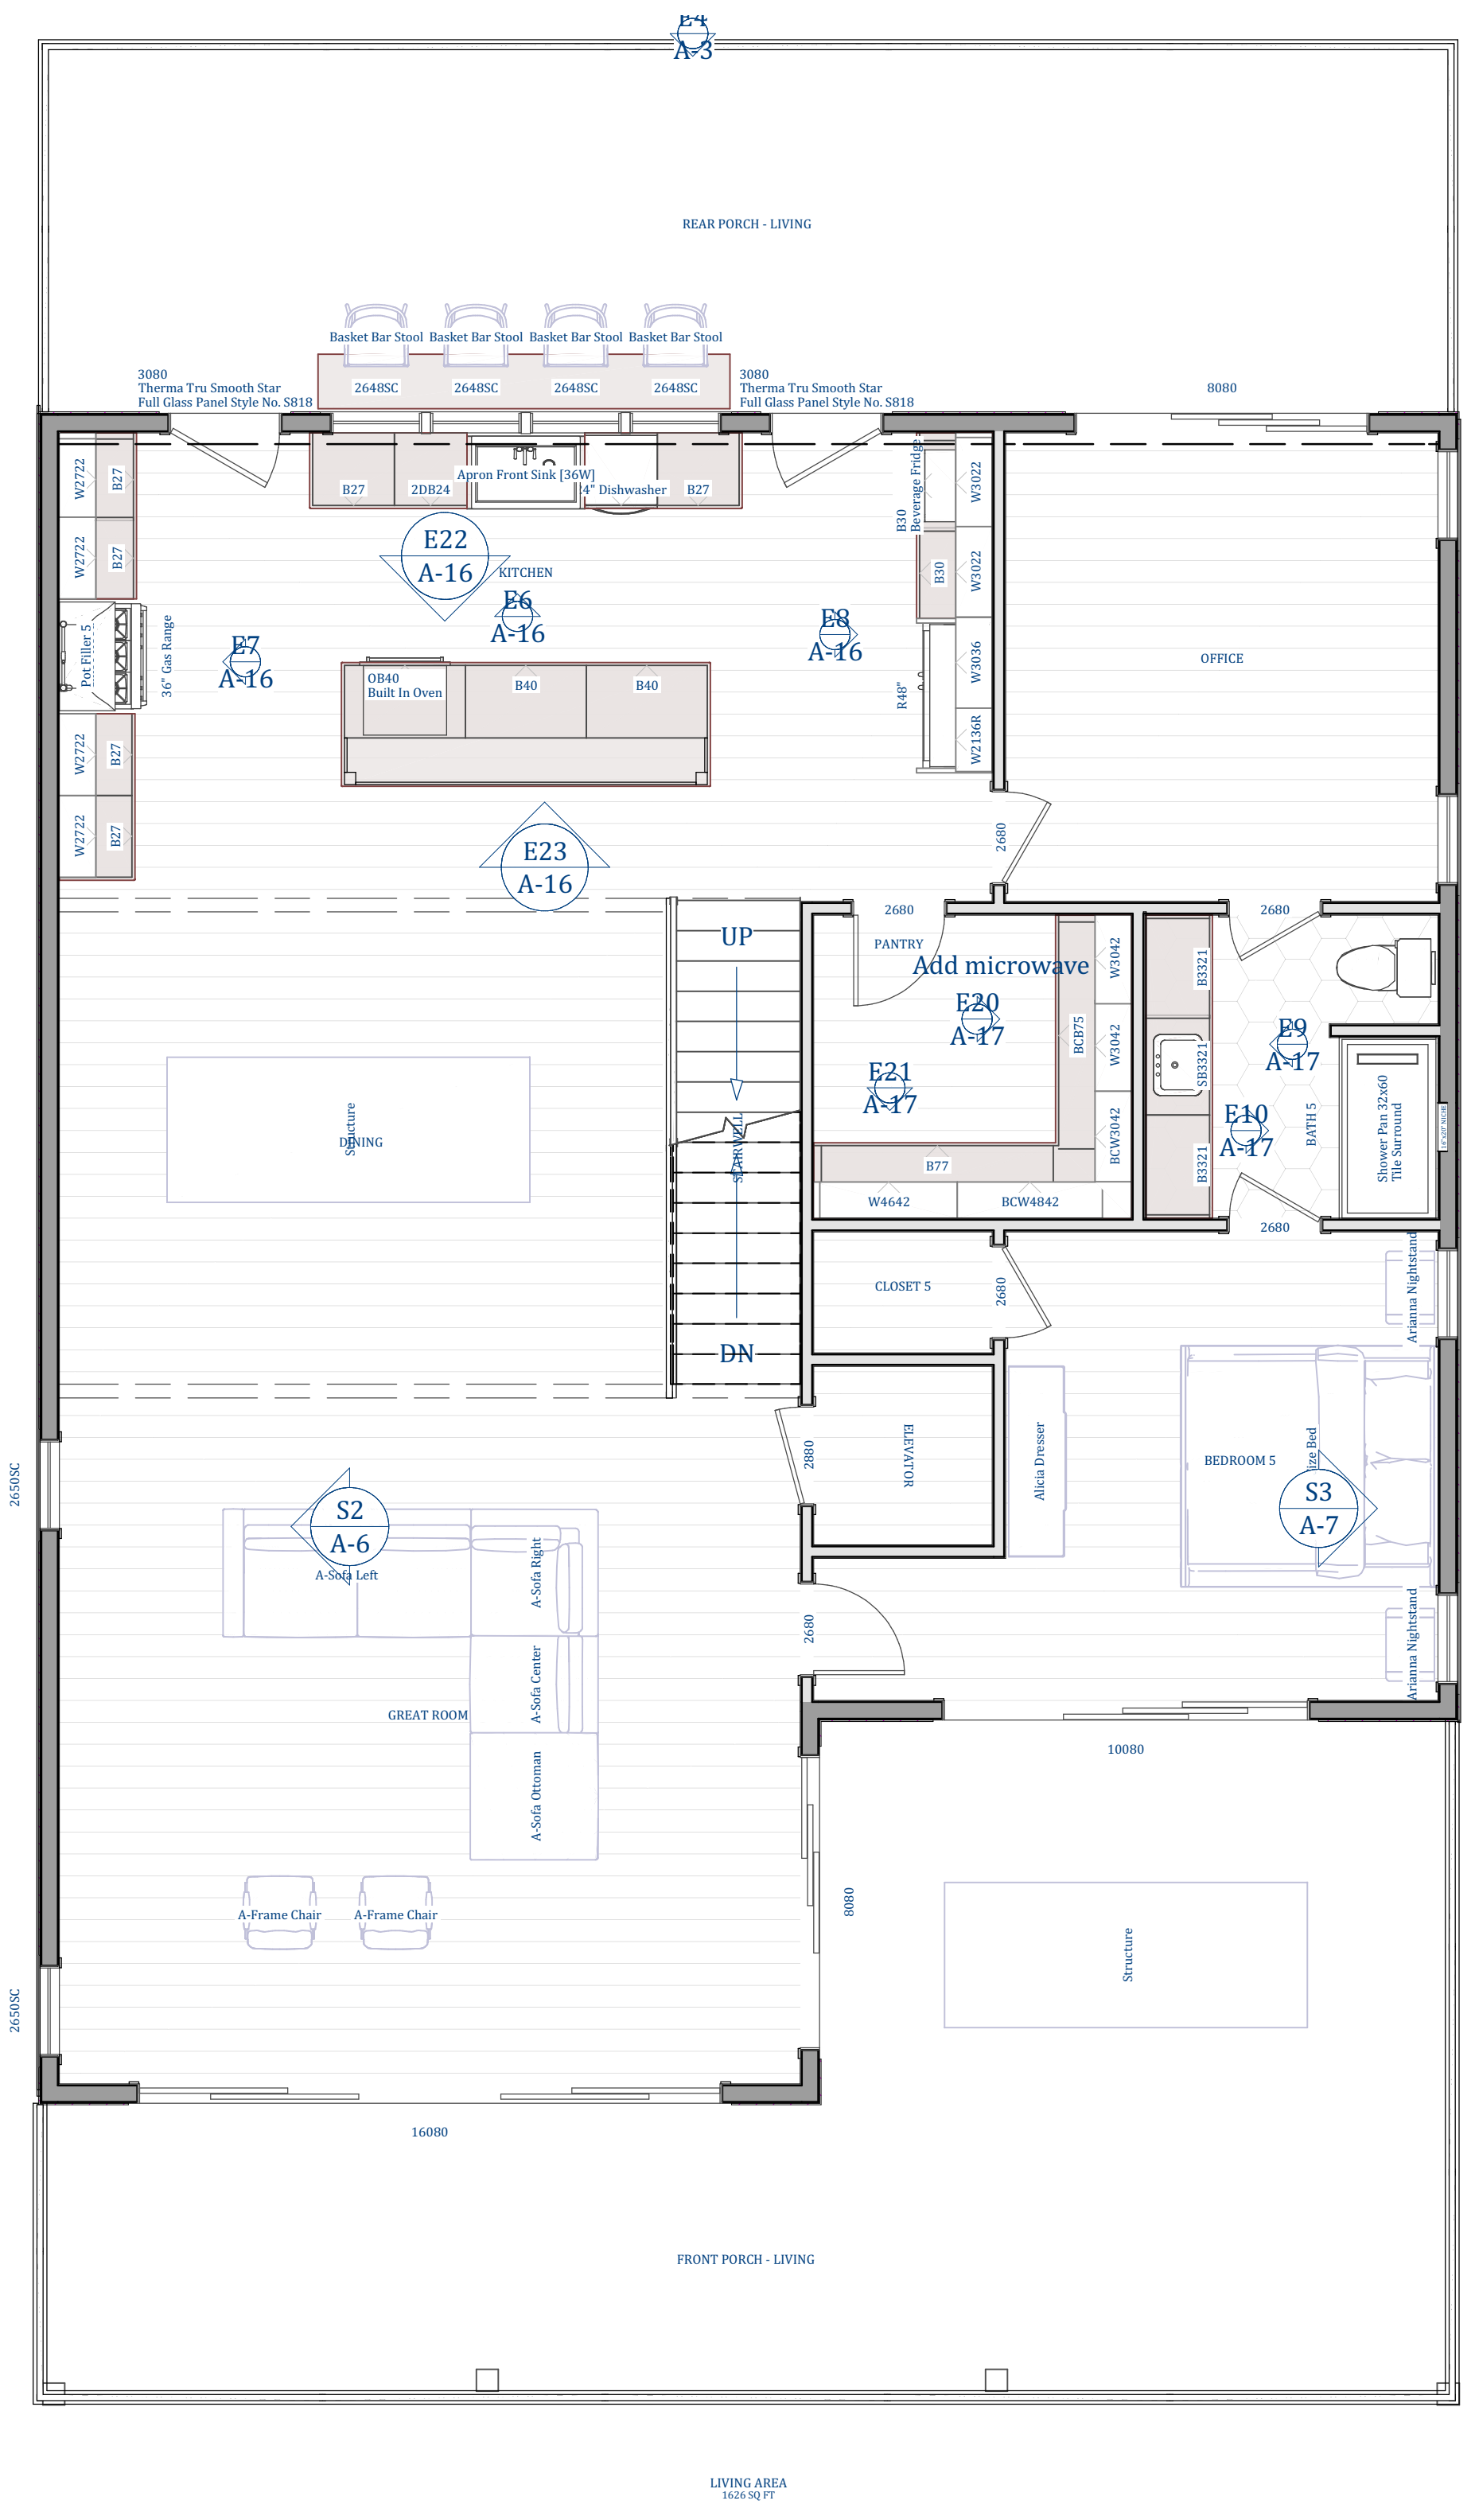 E4
A-3
REAR PORCH - LIVING
Basket Bar Stool
Basket Bar Stool
Basket Bar Stool
Basket Bar Stool
2648SC
2648SC
2648SC
2648SC
3080
Therma Tru Smooth Star
Full Glass Panel Style No. S818
3080
Therma Tru Smooth Star
Full Glass Panel Style No. S818
8080
W2722
B27
W2722
B27
B27
2DB24
Apron Front Sink [36W]
4" Dishwasher
B27
B30
Beverage Fridge
W3022
W3022
B30
E22
A-16
KITCHEN
E6
A-16
E7
A-16
E8
A-16
Pot Filler 5
36" Gas Range
OB40
Built In Oven
B40
B40
R48"
W3036
W2136R
OFFICE
W2722
B27
W2722
B27
E23
A-16
2680
2680
2680
UP
PANTRY
Add microwave
W3042
B3321
E20
A-17
BCB75
W3042
SB3321
E9
A-17
E21
A-17
E10
A-17
BATH 5
Shower Pan 32x60
Tile Surround
16"x20" NICHE
Structure
DINING
STAIRWELL
BCW3042
B3321
B77
W4642
BCW4842
2680
CLOSET 5
2680
Arianna Nightstand
DN
2650SC
2880
ELEVATOR
Alicia Dresser
BEDROOM 5
ize Bed
S3
A-7
S2
A-6
A-Sofa Left
A-Sofa Right
2680
Arianna Nightstand
A-Sofa Center
GREAT ROOM
10080
A-Sofa Ottoman
A-Frame Chair
A-Frame Chair
8080
Structure
2650SC
16080
FRONT PORCH - LIVING
LIVING AREA
1626 SQ FT